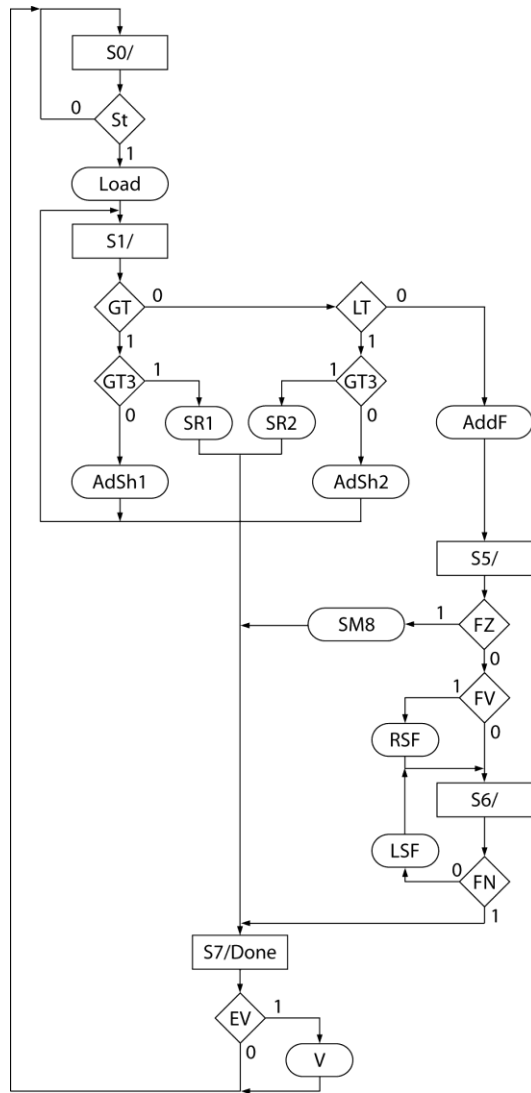 S0/
0
St
1
Load
S1/
GT
0
LT
0
1
1
GT3
1
1
GT3
0
SR1
SR2
0
AddF
AdSh1
AdSh2
S5/
SM8
1
FZ
0
1
FV
RSF
0
S6/
LSF
0
FN
1
S7/Done
EV
1
0
V